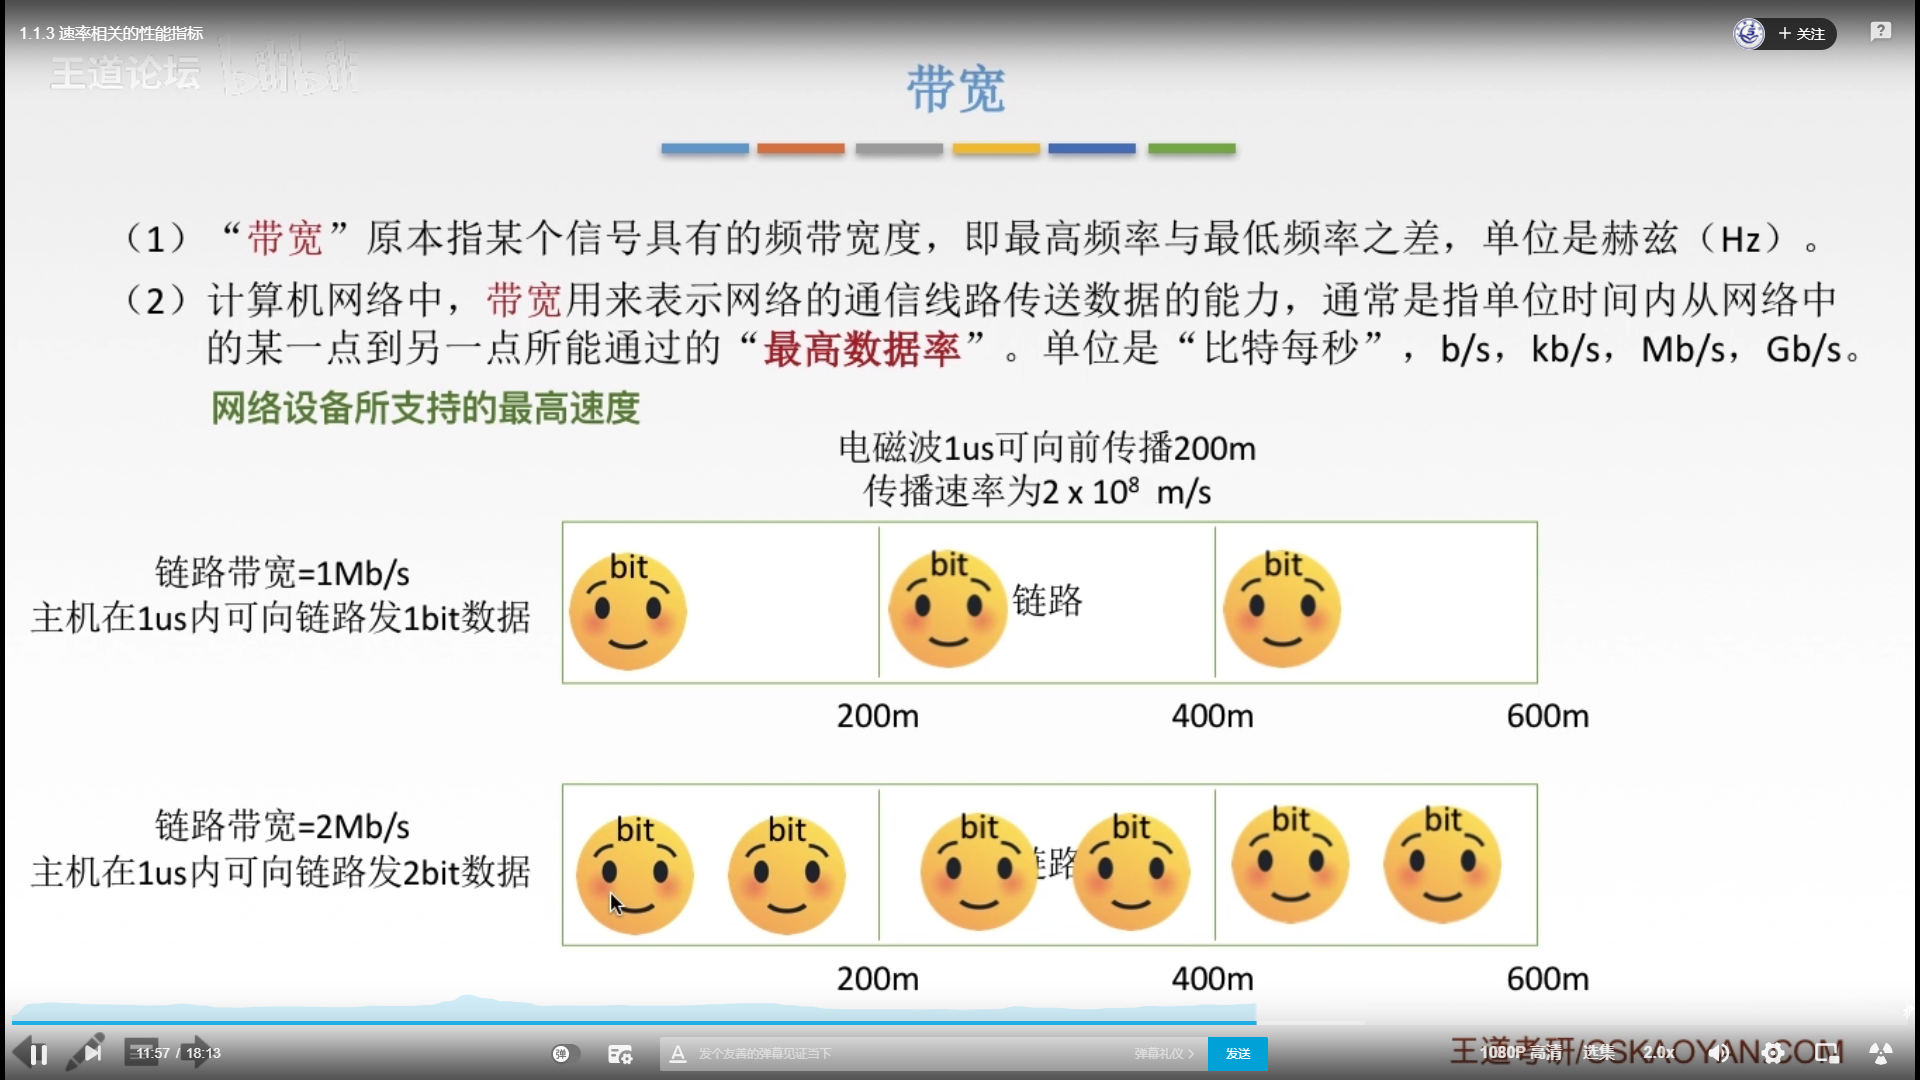 1.1.3 速率相关的性能指标
+ 关注
王道论坛 bilibili
带宽
（1）“带宽”原本指某个信号具有的频带宽度，即最高频率与最低频率之差，单位是赫兹（Hz）。
（2）计算机网络中，带宽用来表示网络的通信线路传送数据的能力，通常是指单位时间内从网络中
的某一点到另一点所能通过的“最高数据率”。单位是“比特每秒”，b/s，kb/s，Mb/s，Gb/s。
网络设备所支持的最高速度
电磁波1us可向前传播200m
传播速率为2 x 10⁸ m/s
链路带宽=1Mb/s
主机在1us内可向链路发1bit数据
bit bit 链路 bit
200m 400m 600m
链路带宽=2Mb/s
主机在1us内可向链路发2bit数据
bit bit bit 路 bit bit bit
200m 400m 600m
11:57 / 18:13
弹
发个友善的弹幕见证当下
弹幕礼仪 >
发送
王道考研/CSKAOYAN.COM
1080P 高清 选集 2.0x